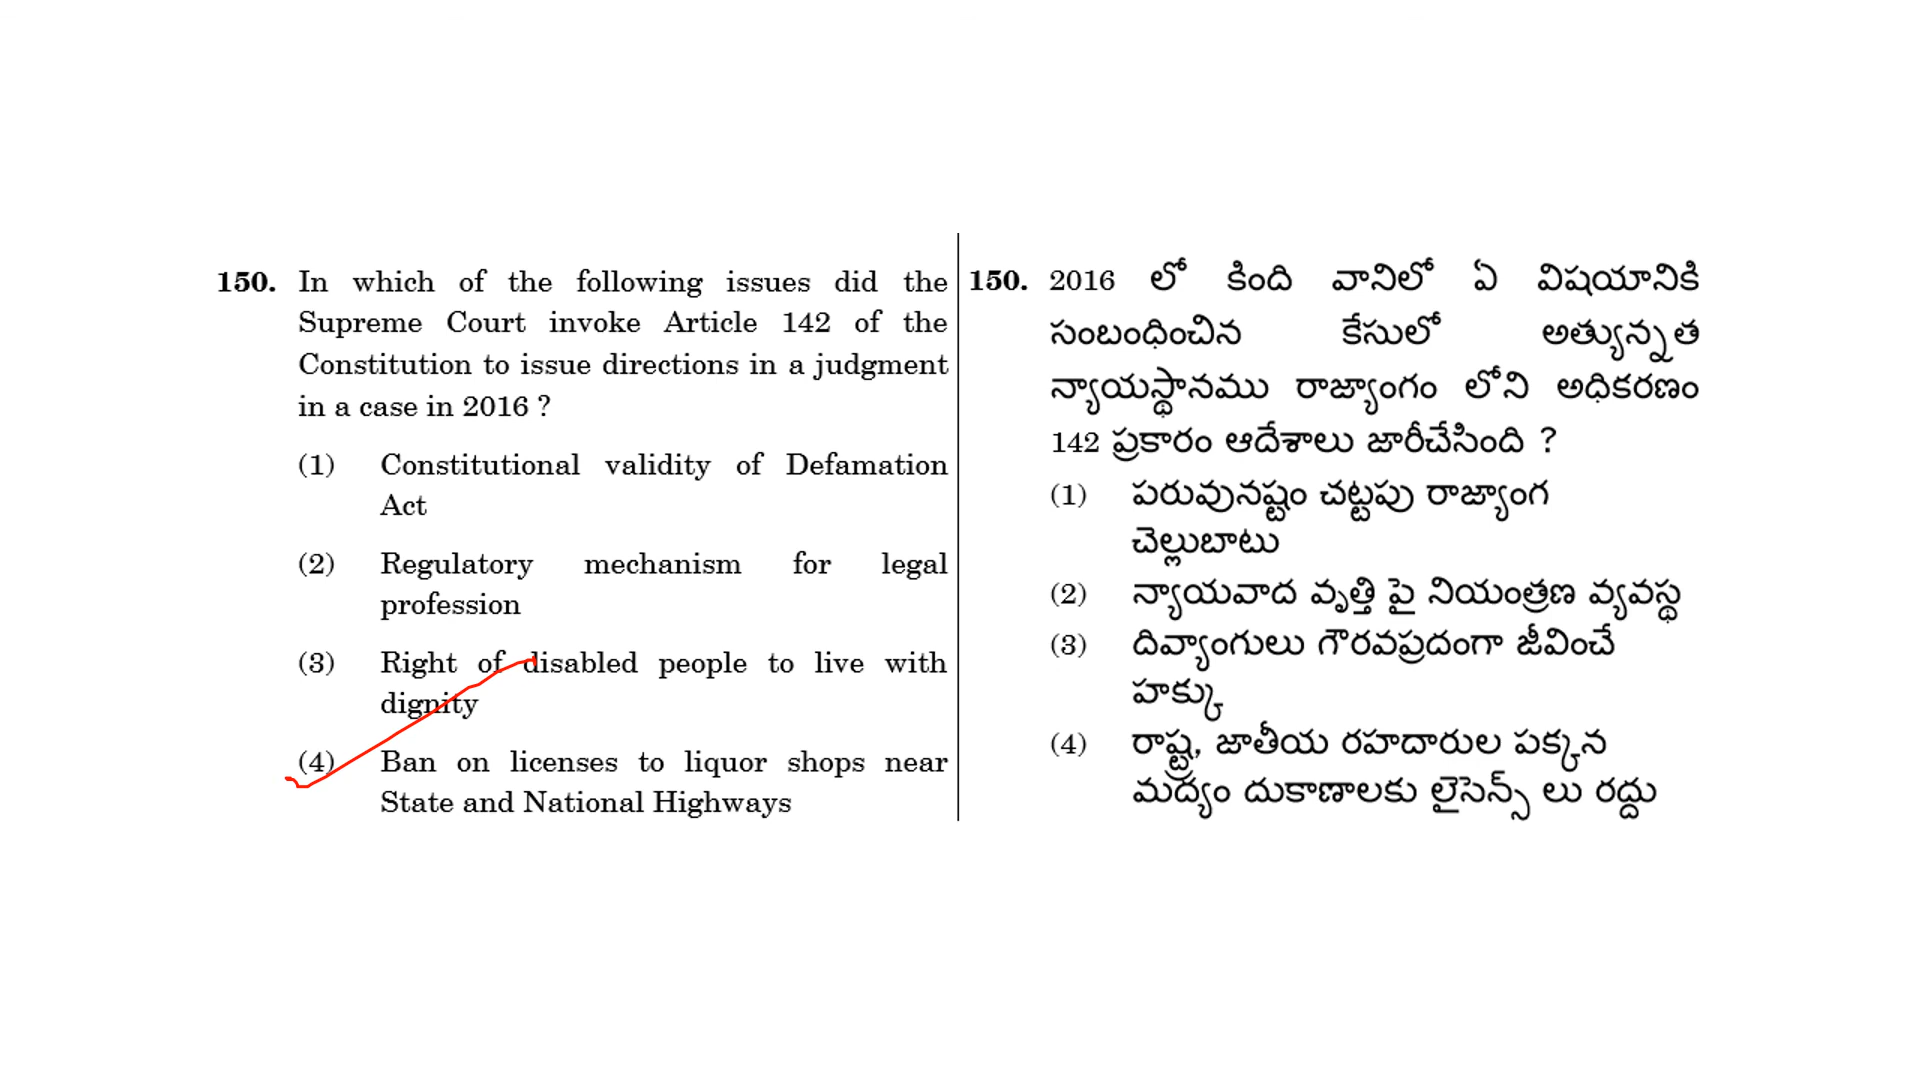 150. In which of the following issues did the
Supreme Court invoke Article 142 of the
Constitution to issue directions in a judgment
in a case in 2016 ?
(1) Constitutional validity of Defamation
Act
(2) Regulatory mechanism for legal
profession
(3) Right of disabled people to live with
dignity
(4) Ban on licenses to liquor shops near
State and National Highways
150. 2016 లో కింది వానిలో ఏ విషయానికి
సంబంధించిన కేసులో అత్యున్నత
న్యాయస్థానము రాజ్యాంగం లోని అధికరణం
142 ప్రకారం ఆదేశాలు జారీచేసింది ?
(1) పరువునష్టం చట్టపు రాజ్యాంగ
చెల్లుబాటు
(2) న్యాయవాద వృత్తి పై నియంత్రణ వ్యవస్థ
(3) దివ్యాంగులు గౌరవప్రదంగా జీవించే
హక్కు
(4) రాష్ట్ర, జాతీయ రహదారుల పక్కన
మద్యం దుకాణాలకు లైసెన్స్ లు రద్దు